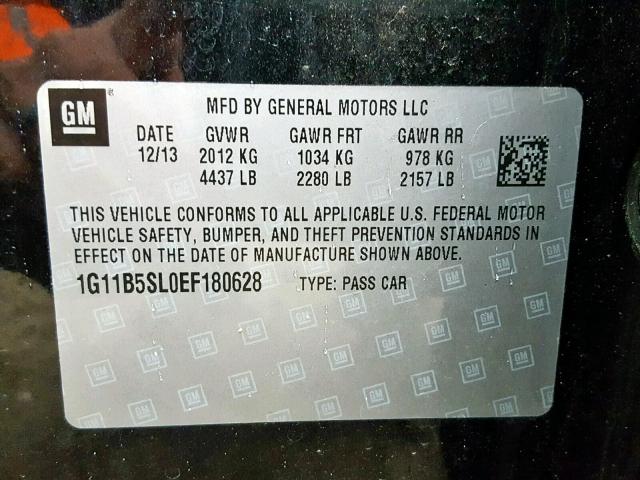 GM®
MFD BY GENERAL MOTORS LLC
DATE GVWR GAWR FRT GAWR RR
12/13 2012 KG 1034 KG 978 KG
4437 LB 2280 LB 2157 LB
THIS VEHICLE CONFORMS TO ALL APPLICABLE U.S. FEDERAL MOTOR
VEHICLE SAFETY, BUMPER, AND THEFT PREVENTION STANDARDS IN
EFFECT ON THE DATE OF MANUFACTURE SHOWN ABOVE.
1G11B5SL0EF180628 TYPE: PASS CAR